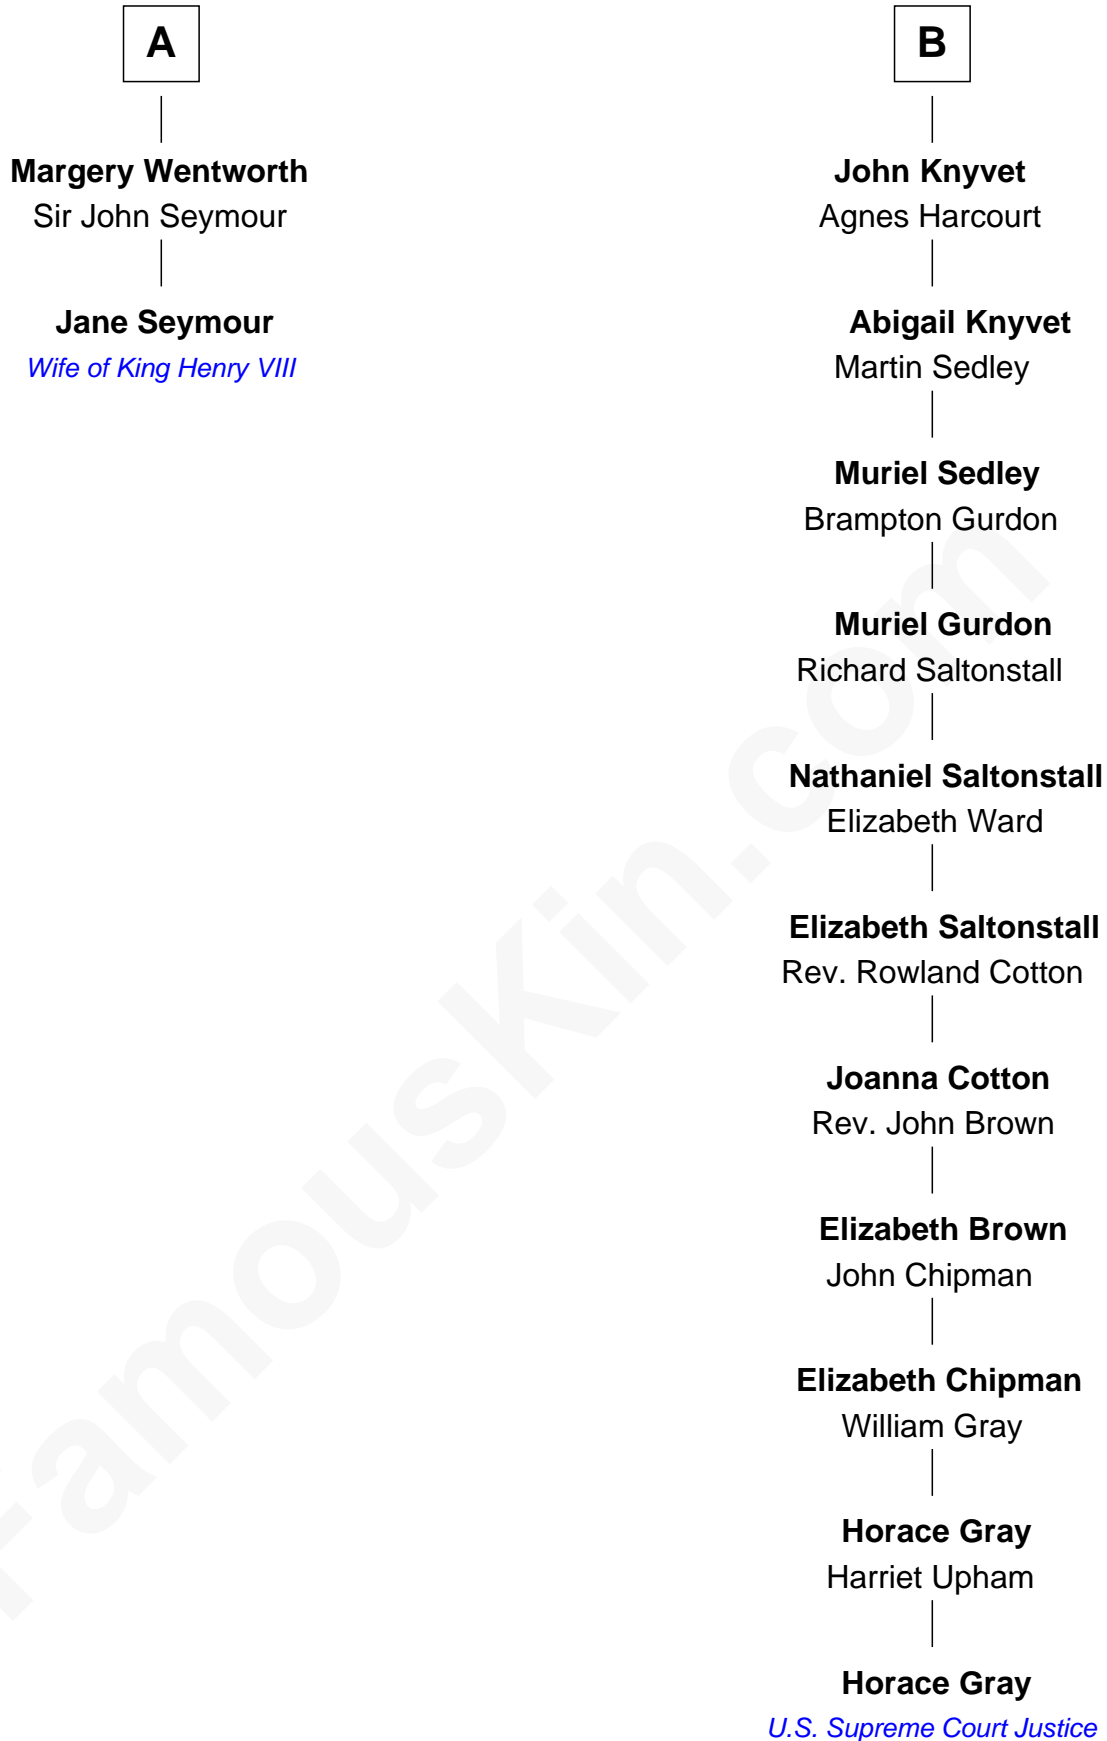 A
Margery Wentworth
Sir John Seymour
Jane Seymour
Wife of King Henry VIII
B
John Knyvet
Agnes Harcourt
Abigail Knyvet
Martin Sedley
Muriel Sedley
Brampton Gurdon
Muriel Gurdon
Richard Saltonstall
Nathaniel Saltonstall
Elizabeth Ward
Elizabeth Saltonstall
Rev. Rowland Cotton
Joanna Cotton
Rev. John Brown
Elizabeth Brown
John Chipman
Elizabeth Chipman
William Gray
Horace Gray
Harriet Upham
Horace Gray
U.S. Supreme Court Justice
FamousKin.com